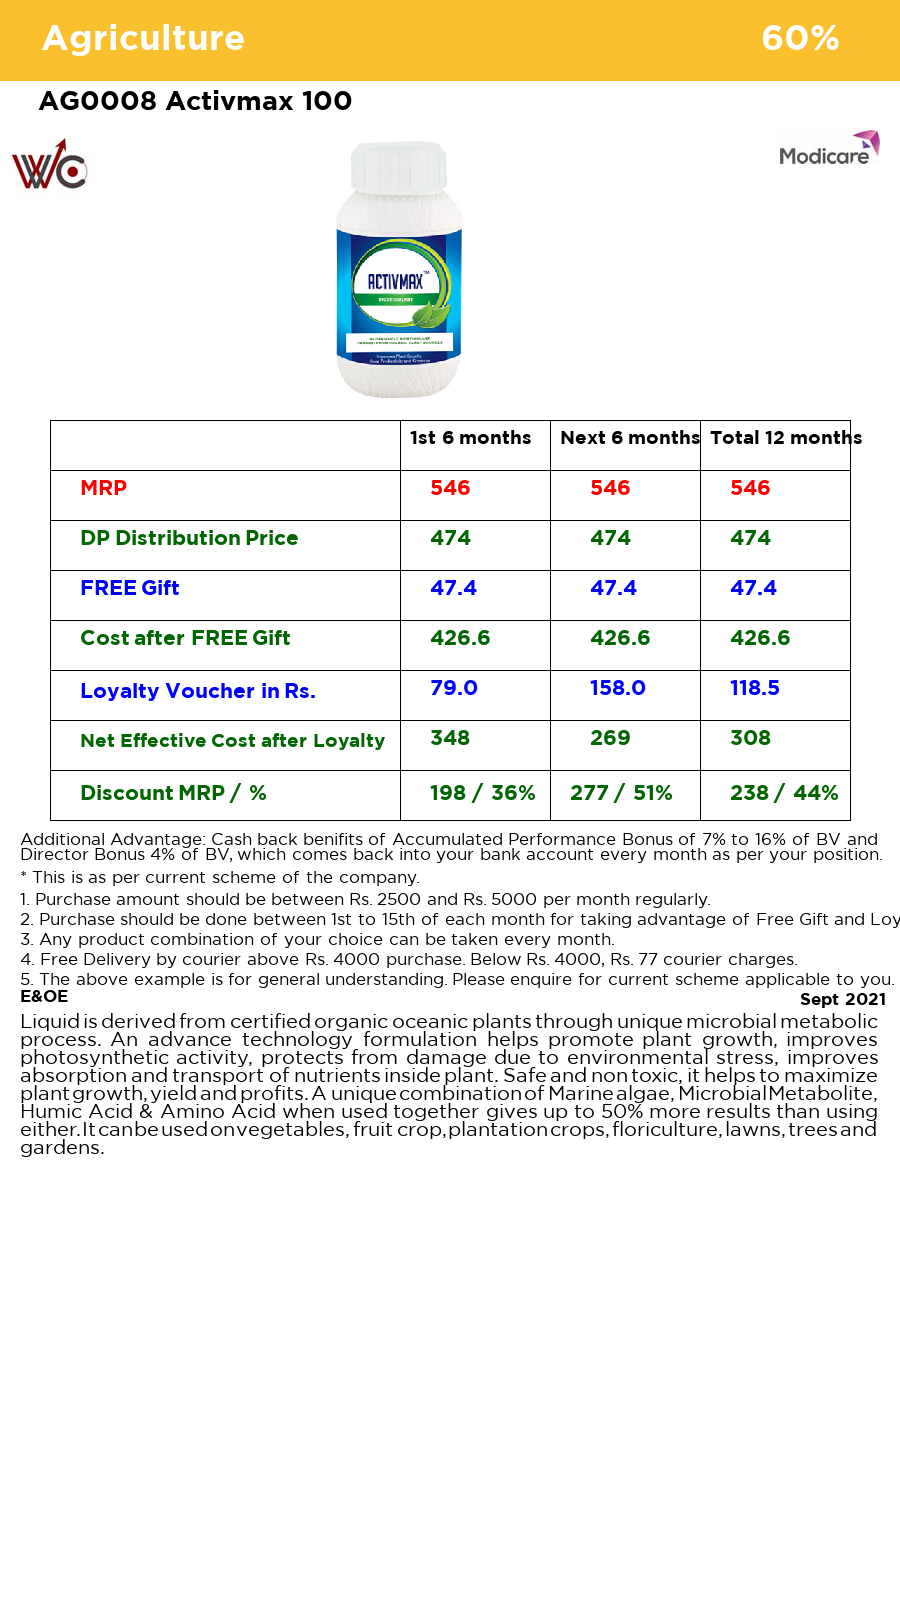 Agriculture 60%
AG0008 Activmax 100
WC
Modicare
ACTIVMAX™
BIOSTIMULANT
Increases Plant Growth,
Crop Productivity and Greenness
1st 6 months Next 6 months Total 12 months
MRP 546 546 546
DP Distribution Price 474 474 474
FREE Gift 47.4 47.4 47.4
Cost after FREE Gift 426.6 426.6 426.6
Loyalty Voucher in Rs. 79.0 158.0 118.5
Net Effective Cost after Loyalty 348 269 308
Discount MRP / % 198 / 36% 277 / 51% 238 / 44%
Additional Advantage: Cash back benifits of Accumulated Performance Bonus of 7% to 16% of BV and
Director Bonus 4% of BV, which comes back into your bank account every month as per your position.
* This is as per current scheme of the company.
1. Purchase amount should be between Rs. 2500 and Rs. 5000 per month regularly.
2. Purchase should be done between 1st to 15th of each month for taking advantage of Free Gift and Loy
3. Any product combination of your choice can be taken every month.
4. Free Delivery by courier above Rs. 4000 purchase. Below Rs. 4000, Rs. 77 courier charges.
5. The above example is for general understanding. Please enquire for current scheme applicable to you.
E&OE Sept 2021
Liquid is derived from certified organic oceanic plants through unique microbial metabolic
process. An advance technology formulation helps promote plant growth, improves
photosynthetic activity, protects from damage due to environmental stress, improves
absorption and transport of nutrients inside plant. Safe and non toxic, it helps to maximize
plant growth, yield and profits. A unique combination of Marine algae, Microbial Metabolite,
Humic Acid & Amino Acid when used together gives up to 50% more results than using
either. It can be used on vegetables, fruit crop, plantation crops, floriculture, lawns, trees and
gardens.